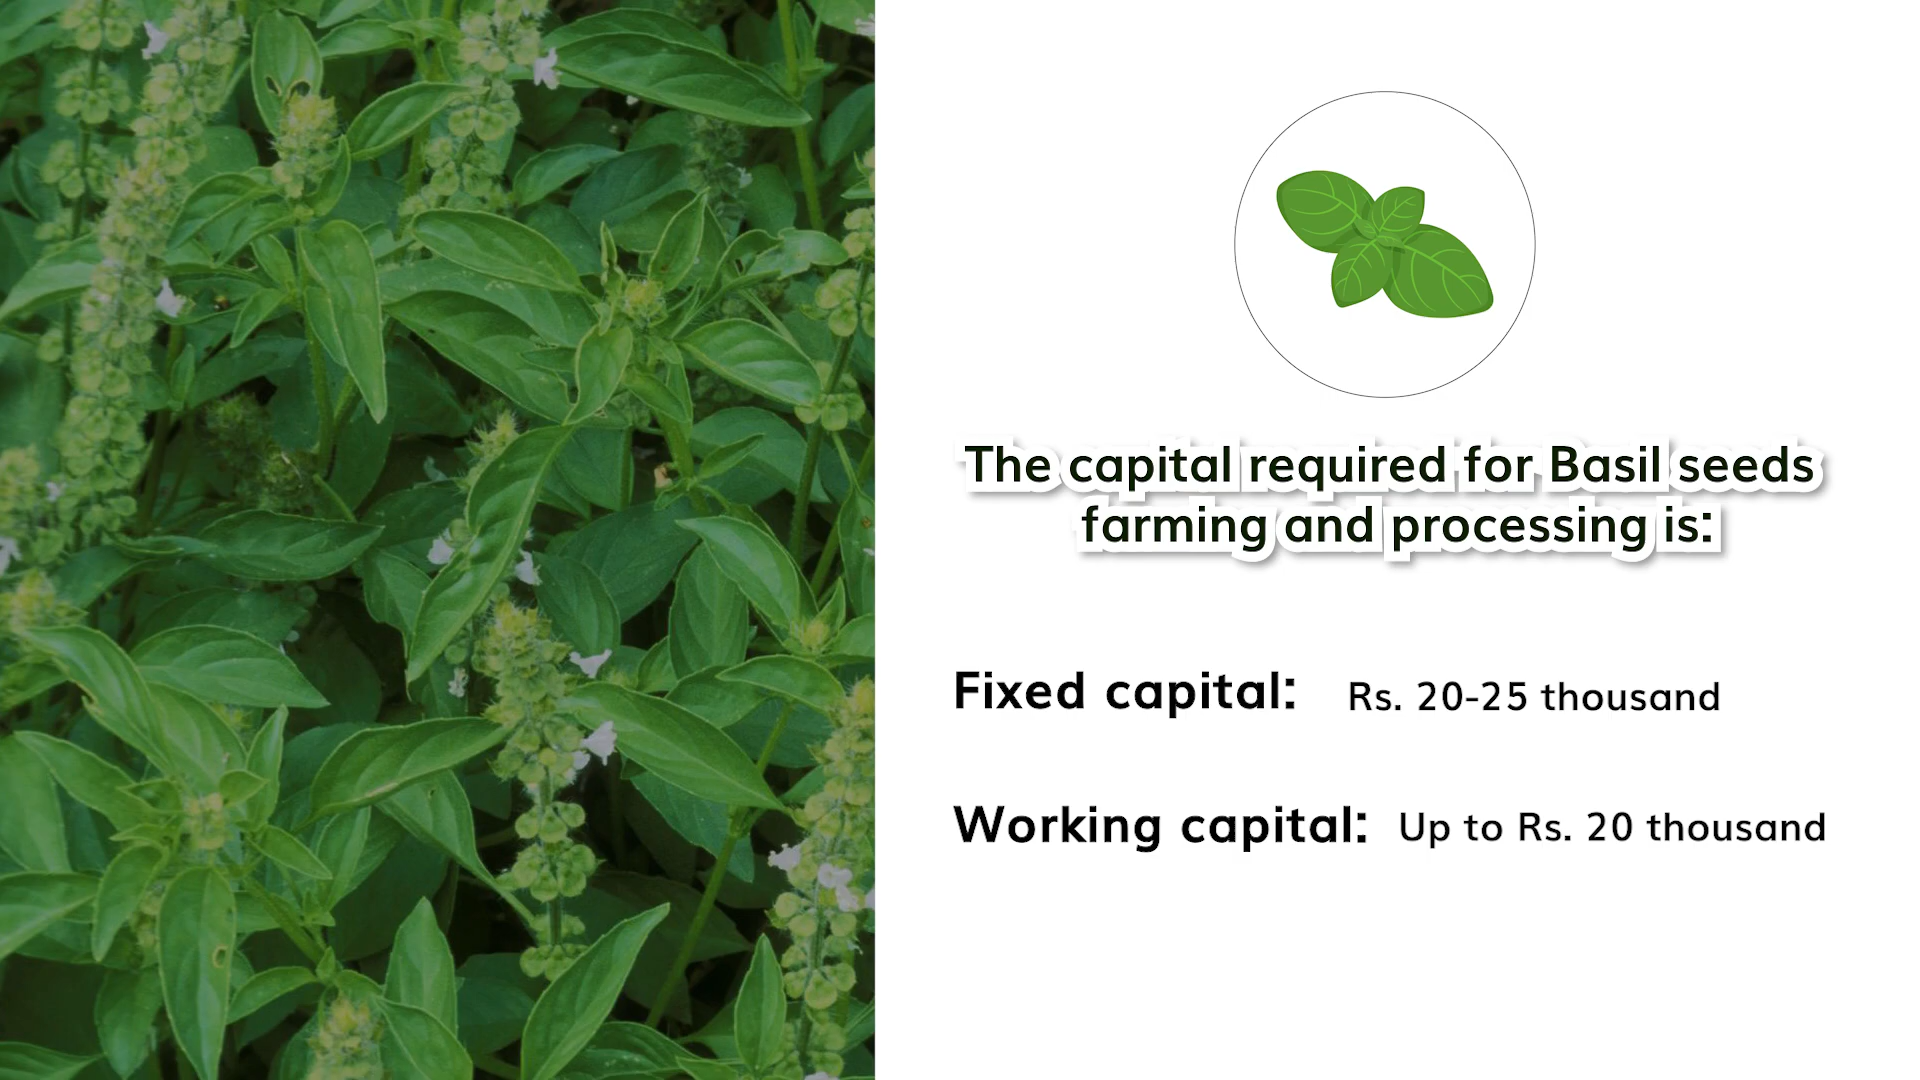 The capital required for Basil seeds
farming and processing is:
Fixed capital: Rs. 20-25 thousand
Working capital: Up to Rs. 20 thousand